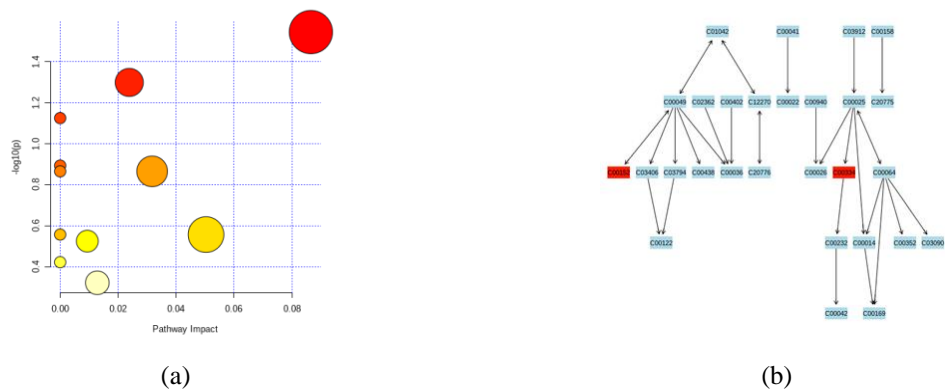 1.4
1.2
1.0
0.8
0.6
0.4
-log10(p)
0.00 0.02 0.04 0.06 0.08
Pathway Impact
(a)
C01042 C00041 C03912 C00158
C00049 C02362 C00402 C12270 C00022 C00940 C00025 C20775
C00152 C03406 C03794 C00438 C00036 C20776 C00026 C00334 C00064
C00122 C00232 C00014 C00352 C03090
C00042 C00169
(b)